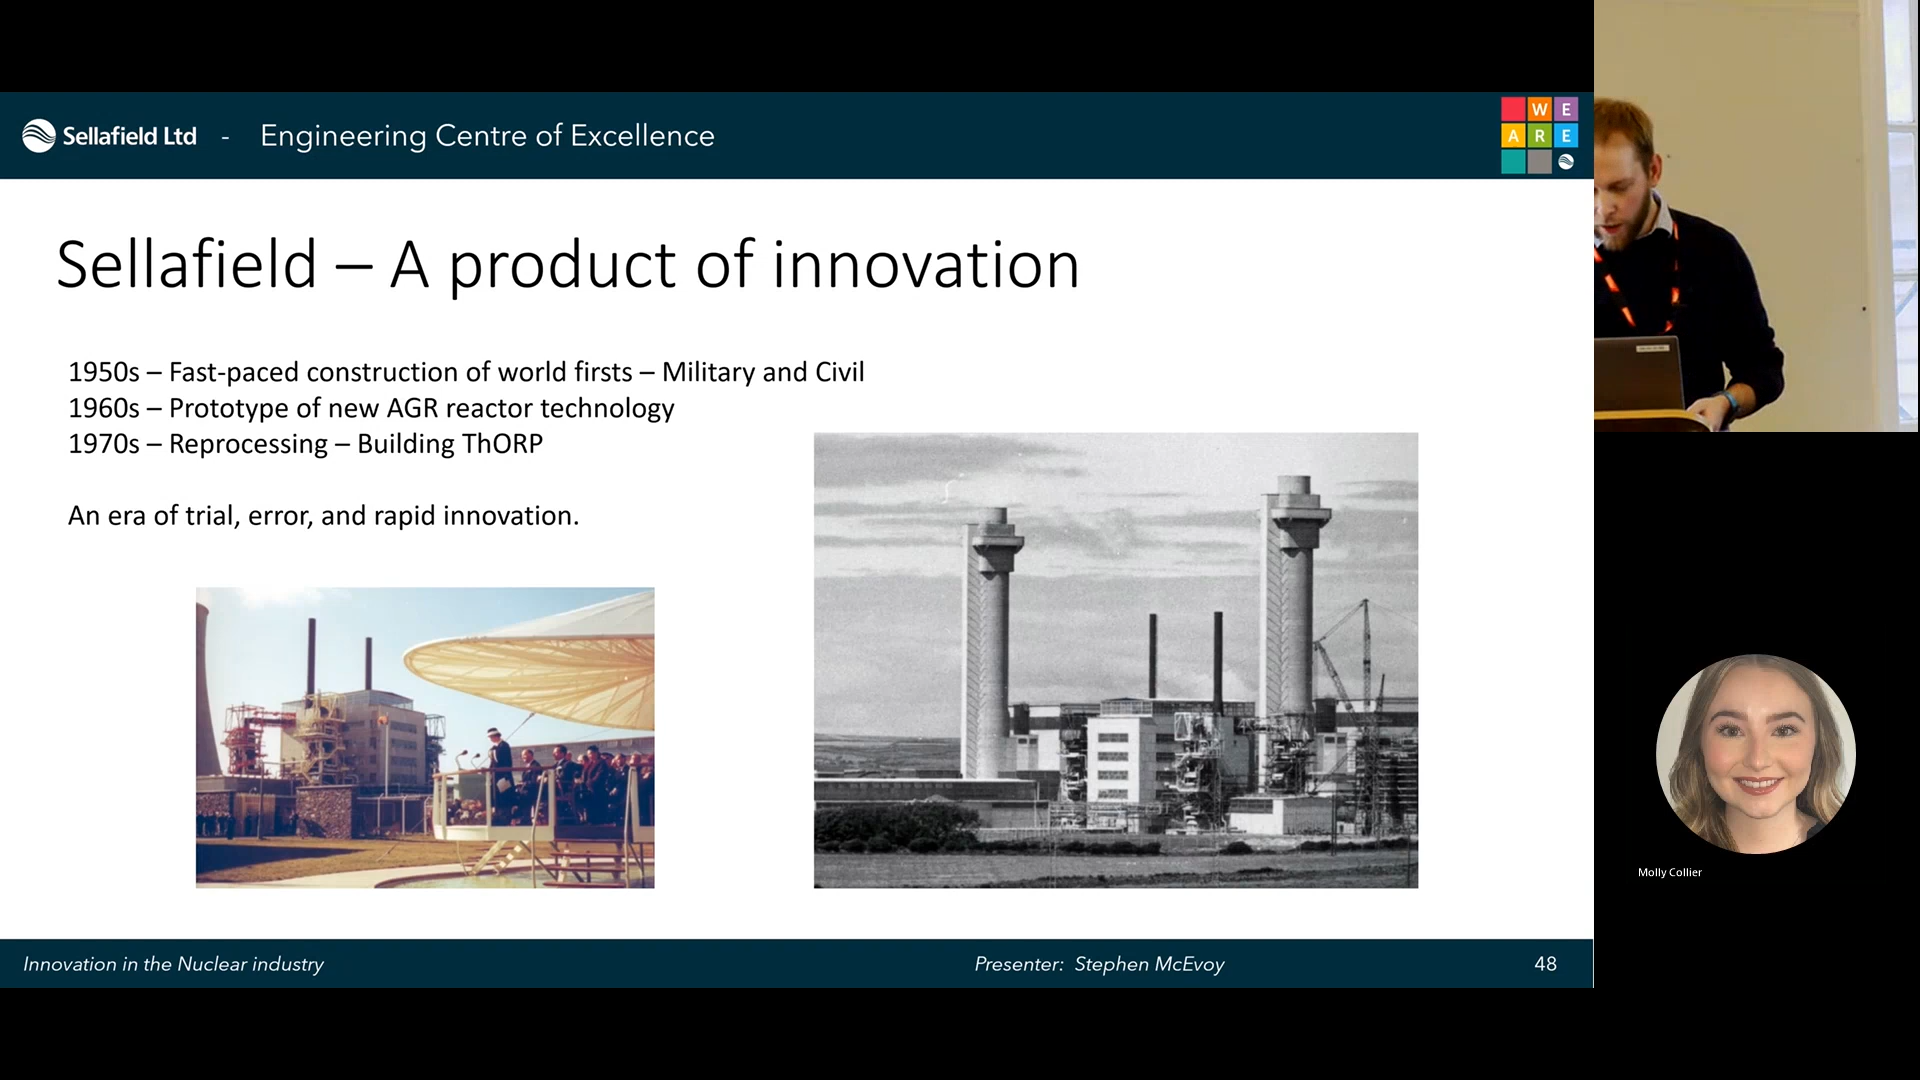 Sellafield Ltd - Engineering Centre of Excellence
W E
A R E
Sellafield – A product of innovation
1950s – Fast-paced construction of world firsts – Military and Civil
1960s – Prototype of new AGR reactor technology
1970s – Reprocessing – Building ThORP
An era of trial, error, and rapid innovation.
Innovation in the Nuclear industry
Presenter: Stephen McEvoy
48
Molly Collier